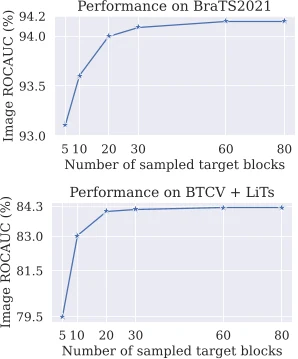 Performance on BraTS2021
Image ROCAUC (%)
94.2
94.0
93.5
93.0
5 10 20 30 60 80
Number of sampled target blocks
Performance on BTCV + LiTs
Image ROCAUC (%)
84.3
83.0
81.5
79.5
5 10 20 30 60 80
Number of sampled target blocks